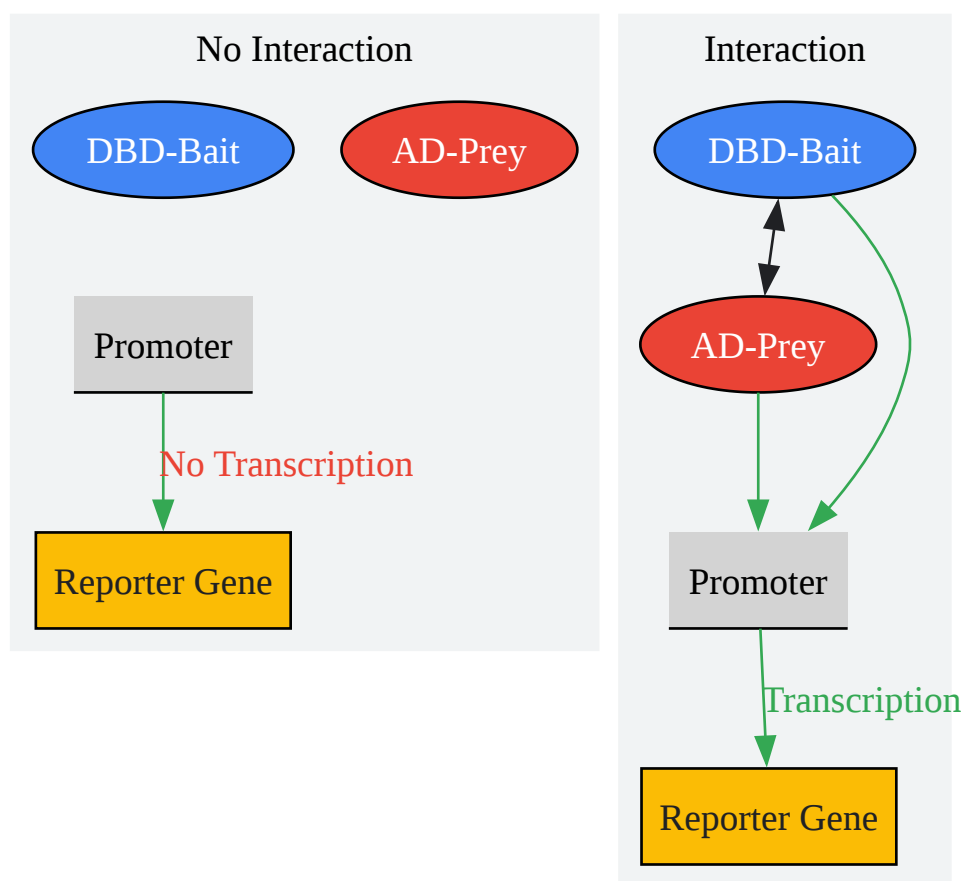 No Interaction
DBD-Bait
AD-Prey
Promoter
No Transcription
Reporter Gene
Interaction
DBD-Bait
AD-Prey
Promoter
Transcription
Reporter Gene